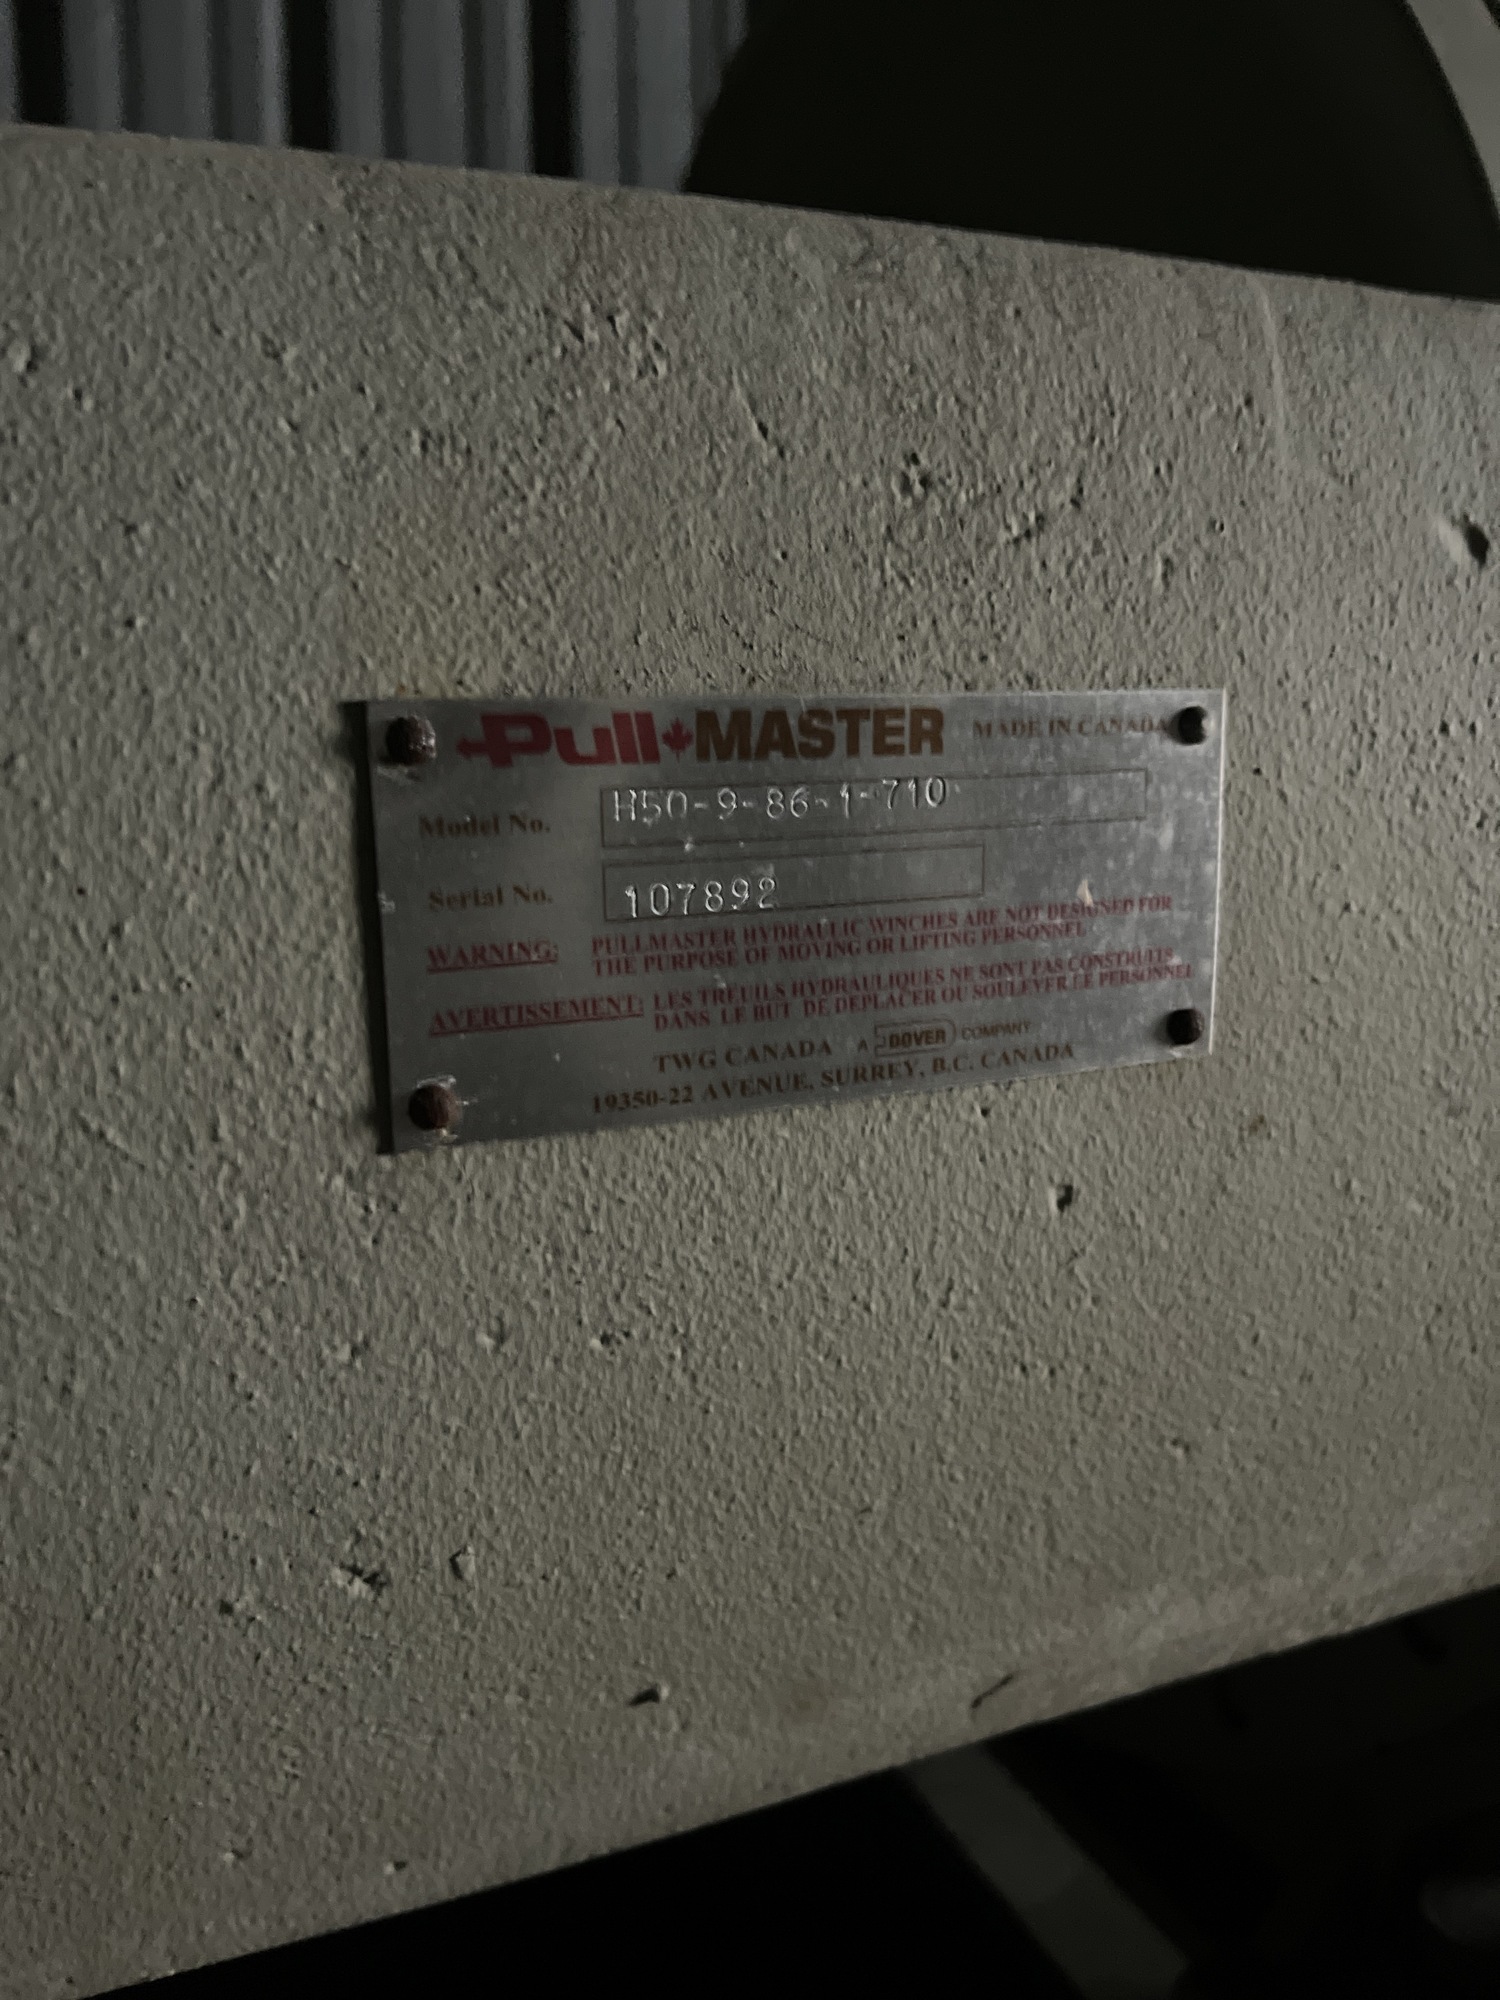 Pull MASTER MADE IN CANADA
Model No. H50-9-86-1-710
Serial No. 107892
WARNING: PULLMASTER HYDRAULIC WINCHES ARE NOT DESIGNED FOR
THE PURPOSE OF MOVING OR LIFTING PERSONNEL
AVERTISSEMENT: LES TREUILS HYDRAULIQUES NE SONT PAS CONSTRUITS
DANS LE BUT DE DEPLACER OU SOULEVER LE PERSONNEL
TWG CANADA A DOVER COMPANY
19350-22 AVENUE, SURREY, B.C. CANADA